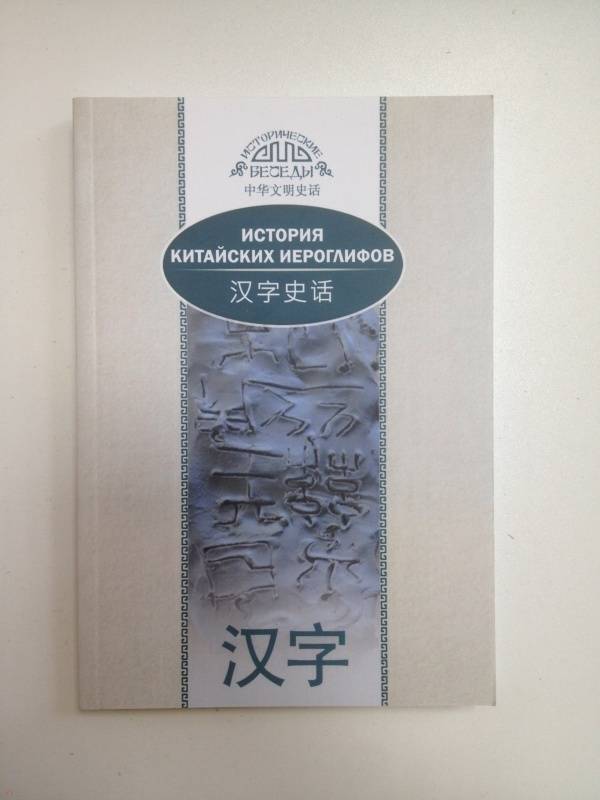 ИСТОРИЧЕСКИЕ
БЕСЕДЫ
中华文明史话
ИСТОРИЯ
КИТАЙСКИХ ИЕРОГЛИФОВ
汉字史话
汉字